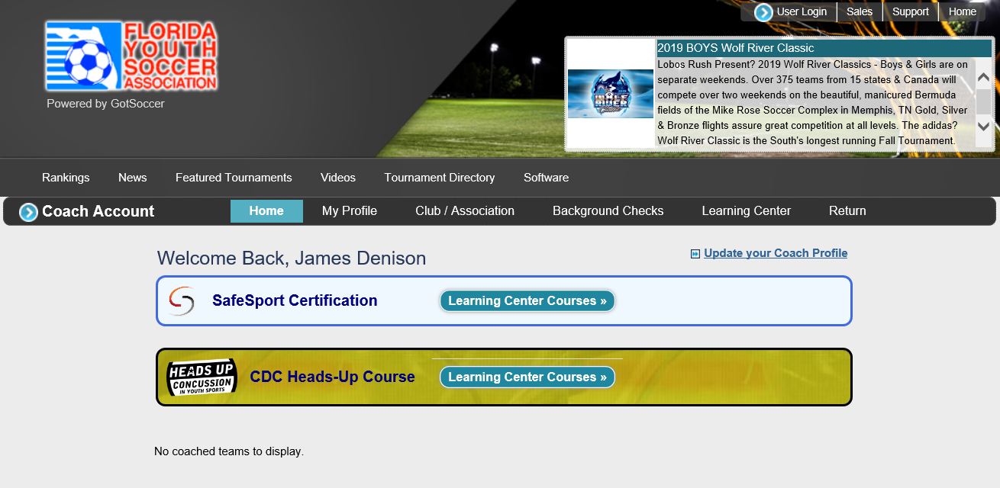 User Login
Sales
Support
Home
FLORIDA
YOUTH
SOCCER
ASSOCIATION
Powered by GotSoccer
2019 BOYS Wolf River Classic
Lobos Rush Present? 2019 Wolf River Classics - Boys & Girls are on
separate weekends. Over 375 teams from 15 states & Canada will
compete over two weekends on the beautiful, manicured Bermuda
fields of the Mike Rose Soccer Complex in Memphis, TN Gold, Silver
& Bronze flights assure great competition at all levels. The adidas?
Wolf River Classic is the South's longest running Fall Tournament.
WOLF
RIVER
Rankings
News
Featured Tournaments
Videos
Tournament Directory
Software
Coach Account
Home
My Profile
Club / Association
Background Checks
Learning Center
Return
Welcome Back, James Denison
Update your Coach Profile
SafeSport Certification
Learning Center Courses »
HEADS UP
CONCUSSION
IN YOUTH SPORTS
CDC Heads-Up Course
Learning Center Courses »
No coached teams to display.